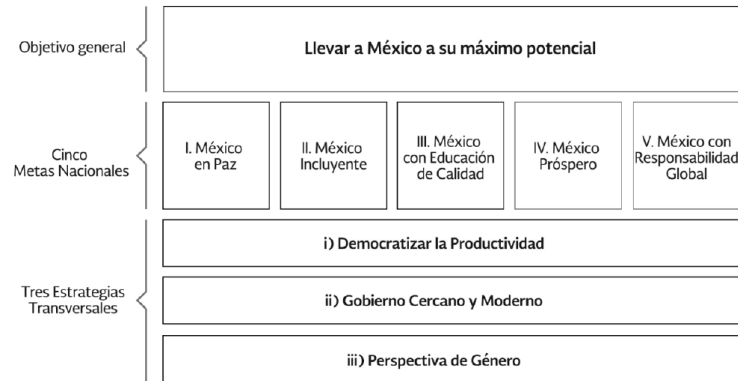 Objetivo general
Llevar a México a su máximo potencial
Cinco
Metas Nacionales
I. México
en Paz
II. México
Incluyente
III. México
con Educación
de Calidad
IV. México
Próspero
V. México con
Responsabilidad
Global
Tres Estrategias
Transversales
i) Democratizar la Productividad
ii) Gobierno Cercano y Moderno
iii) Perspectiva de Género